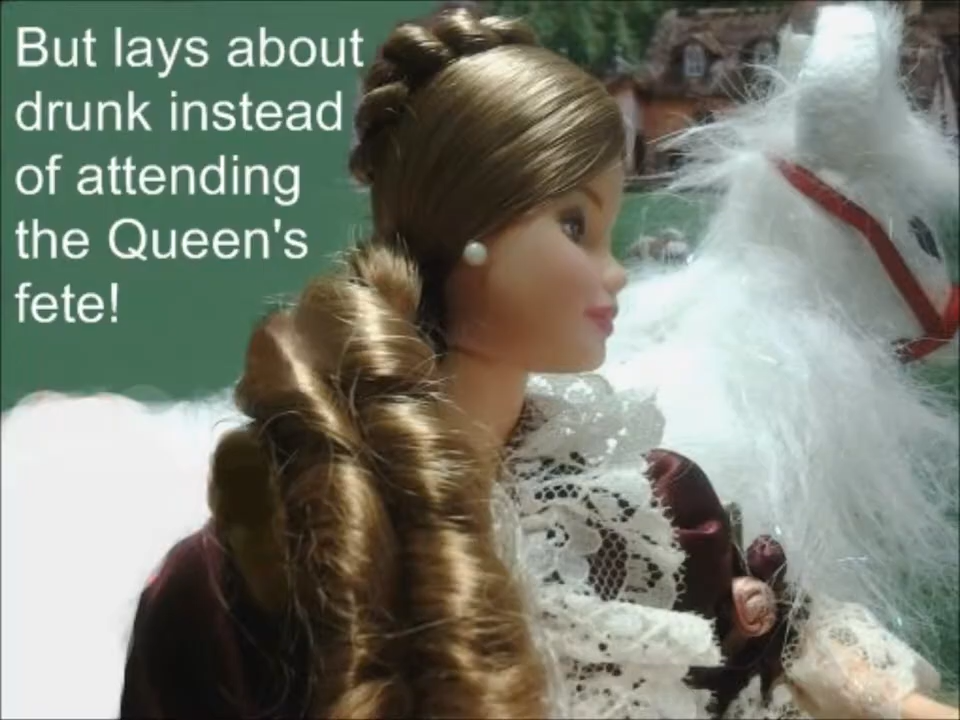 But lays about
drunk instead
of attending
the Queen's
fete!